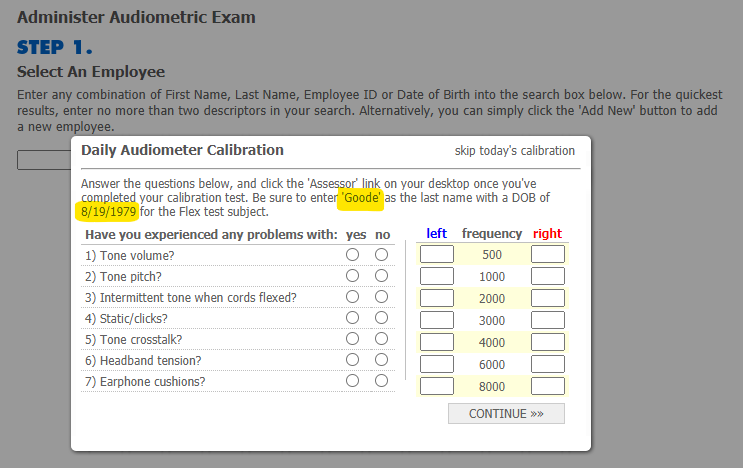 Administer Audiometric Exam
STEP 1.
Select An Employee
Enter any combination of First Name, Last Name, Employee ID or Date of Birth into the search box below. For the quickest
results, enter no more than two descriptors in your search. Alternatively, you can simply click the 'Add New' button to add
a new employee.
Daily Audiometer Calibration
skip today's calibration
Answer the questions below, and click the 'Assessor' link on your desktop once you've
completed your calibration test. Be sure to enter 'Goode' as the last name with a DOB of
8/19/1979 for the Flex test subject.
Have you experienced any problems with: yes no
1) Tone volume?
2) Tone pitch?
3) Intermittent tone when cords flexed?
4) Static/clicks?
5) Tone crosstalk?
6) Headband tension?
7) Earphone cushions?
left frequency right
500
1000
2000
3000
4000
6000
8000
CONTINUE »»